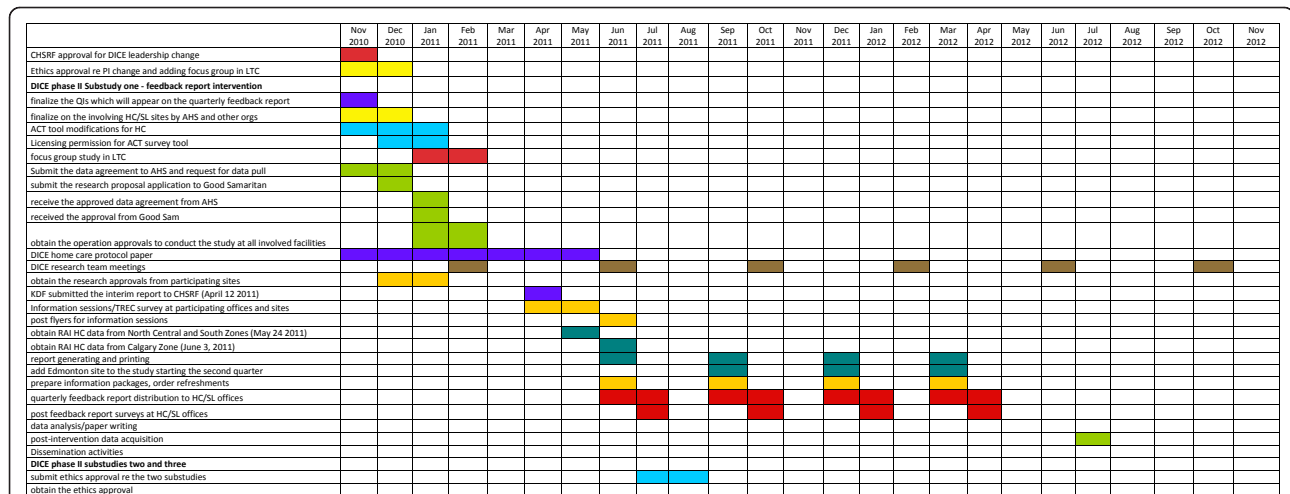 Nov Dec Jan Feb Mar Apr May Jun Jul Aug Sep Oct Nov Dec Jan Feb Mar Apr May Jun Jul Aug Sep Oct Nov
2010 2010 2011 2011 2011 2011 2011 2011 2011 2011 2011 2011 2011 2011 2012 2012 2012 2012 2012 2012 2012 2012 2012 2012 2012
CHSRF approval for DICE leadership change
Ethics approval re PI change and adding focus group in LTC
DICE phase II Substudy one - feedback report intervention
finalize the QIs which will appear on the quarterly feedback report
finalize on the involving HC/SL sites by AHS and other orgs
ACT tool modifications for HC
Licensing permission for ACT survey tool
focus group study in LTC
Submit the data agreement to AHS and request for data pull
submit the research proposal application to Good Samaritan
receive the approved data agreement from AHS
received the approval from Good Sam
obtain the operation approvals to conduct the study at all involved facilities
DICE home care protocol paper
DICE research team meetings
obtain the research approvals from participating sites
KDF submitted the interim report to CHSRF (April 12 2011)
Information sessions/TREC survey at participating offices and sites
post flyers for information sessions
obtain RAI HC data from North Central and South Zones (May 24 2011)
obtain RAI HC data from Calgary Zone (June 3, 2011)
report generating and printing
add Edmonton site to the study starting the second quarter
prepare information packages, order refreshments
quarterly feedback report distribution to HC/SL offices
post feedback report surveys at HC/SL offices
data analysis/paper writing
post-intervention data acquisition
Dissemination activities
DICE phase II substudies two and three
submit ethics approval re the two substudies
obtain the ethics approval